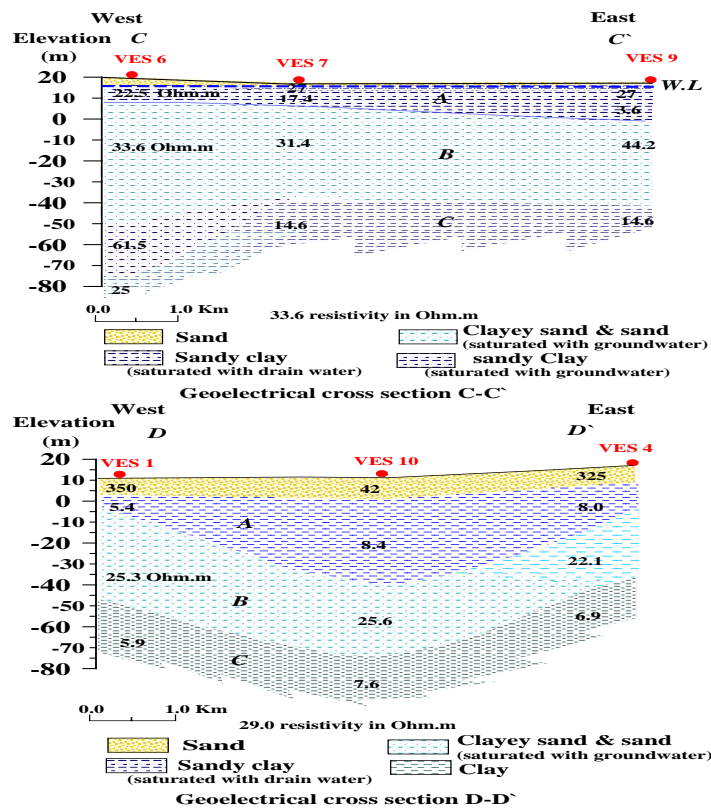 West East
Elevation C C`
(m) VES 6 VES 7 VES 9
20
10
0
-10
-20
-30
-40
-50
-60
-70
-80
W.L
27 27
22.5 Ohm.m 17.4 A 3.6
33.6 Ohm.m 31.4 B 44.2
61.5 14.6 C 14.6
25
0.0 1.0 Km
33.6 resistivity in Ohm.m
Sand Clayey sand & sand
(saturated with groundwater)
Sandy clay sandy Clay
(saturated with drain water) (saturated with groundwater)
Geoelectrical cross section C-C`
West East
Elevation D D`
(m) VES 1 VES 10 VES 4
20
10
0
-10
-20
-30
-40
-50
-60
-70
-80
350 42 325
5.4 A 8.4 8.0
22.1
25.3 Ohm.m B 25.6
5.9 C 7.6 6.9
0.0 1.0 Km
29.0 resistivity in Ohm.m
Sand Clayey sand & sand
(saturated with groundwater)
Sandy clay Clay
(saturated with drain water)
Geoelectrical cross section D-D`